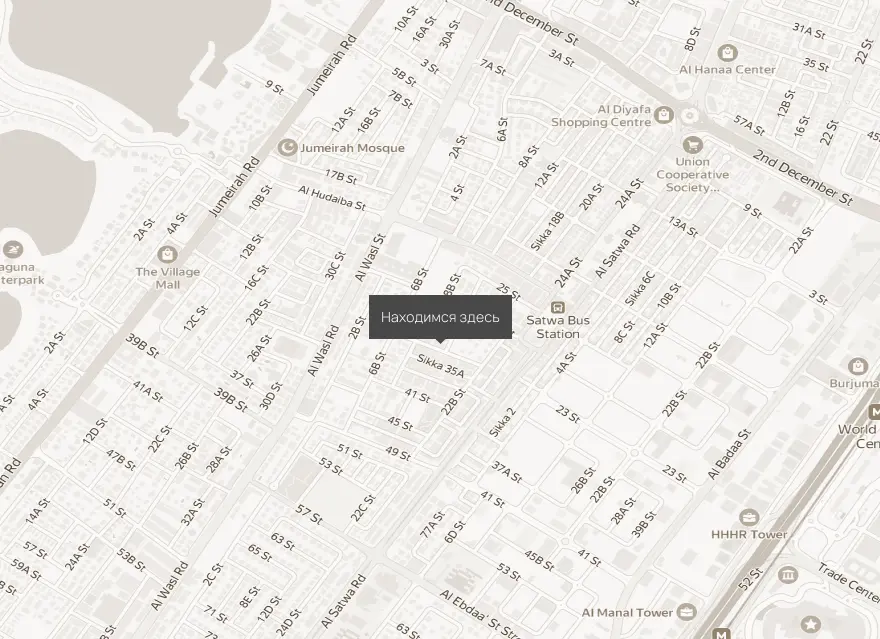 2nd December St
10A St
16A St
30A St
8D St
31A St
22 St
Jumeirah Rd
3A St
Al Hanaa Center
35 St
7A St
3 St
5B St
9 St
7B St
12B St
Al Diyafa
Shopping Centre
12A St
16B St
6A St
57A St
16 St
22 St
45
Jumeirah Mosque
2A St
8A St
Union
Cooperative
Society...
2nd December St
17B St
12A St
Jumeirah Rd
10B St
Al Hudaiba St
4 St
20A St
24A St
9 St
2A St
4A St
13A St
Sikka 18B
22A St
12B St
Al Wasl St
Al Satwa Rd
aguna
terpark
The Village
Mall
16C St
30C St
6B St
8B St
24A St
Sikka 6C
10B St
25 St
3 St
Находимся здесь
22B St
12C St
2B St
Satwa Bus
Station
8C St
12A St
2A St
39B St
26A St
Al Wasl Rd
6B St
Sikka 35A
4A St
22B St
37 St
Burjuma
4A St
41A St
39B St
30D St
41 St
22B St
22B St
A St
Sikka 2
23 St
12D St
22C St
45 St
World
Cen
26B St
28A St
47B St
51 St
49 St
53 St
37A St
23 St
Al Badaa St
26B St
22B St
51 St
41 St
14A St
32A St
22C St
57 St
28A St
39B St
77A St
6D St
HHHR Tower
57 St
53B St
24A St
63 St
65 St
45B St
41 St
59A St
2C St
53 St
52 St
Trade Center
Al Wasl Rd
8E St
12D St
24D St
Al Satwa Rd
Al Ebdaa' St Stre
Al Manal Tower
71 St
63 St